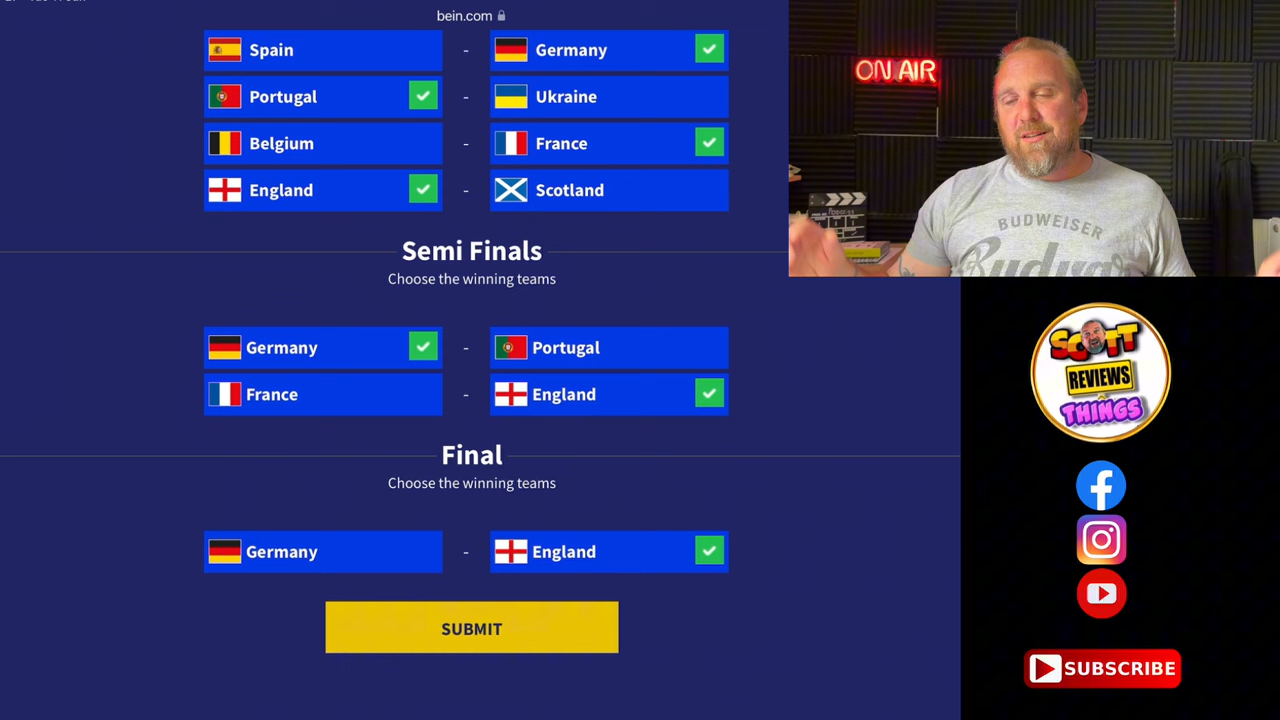 bein.com
Spain - Germany
Portugal - Ukraine
Belgium - France
England - Scotland
Semi Finals
Choose the winning teams
Germany - Portugal
France - England
Final
Choose the winning teams
Germany - England
SUBMIT
ON AIR
BUDWEISER
SCOTT
REVIEWS
THINGS
SUBSCRIBE